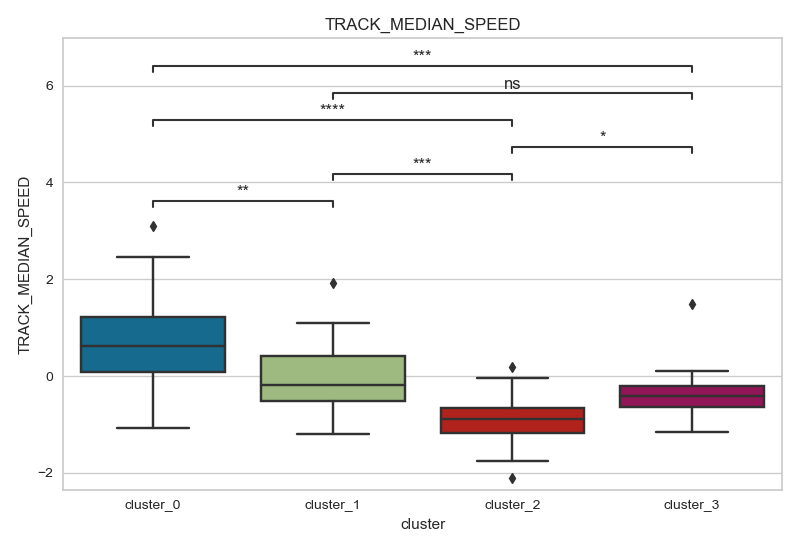 TRACK_MEDIAN_SPEED
***
ns
****
*
***
**
TRACK_MEDIAN_SPEED
6
4
2
0
−2
cluster_0 cluster_1 cluster_2 cluster_3
cluster